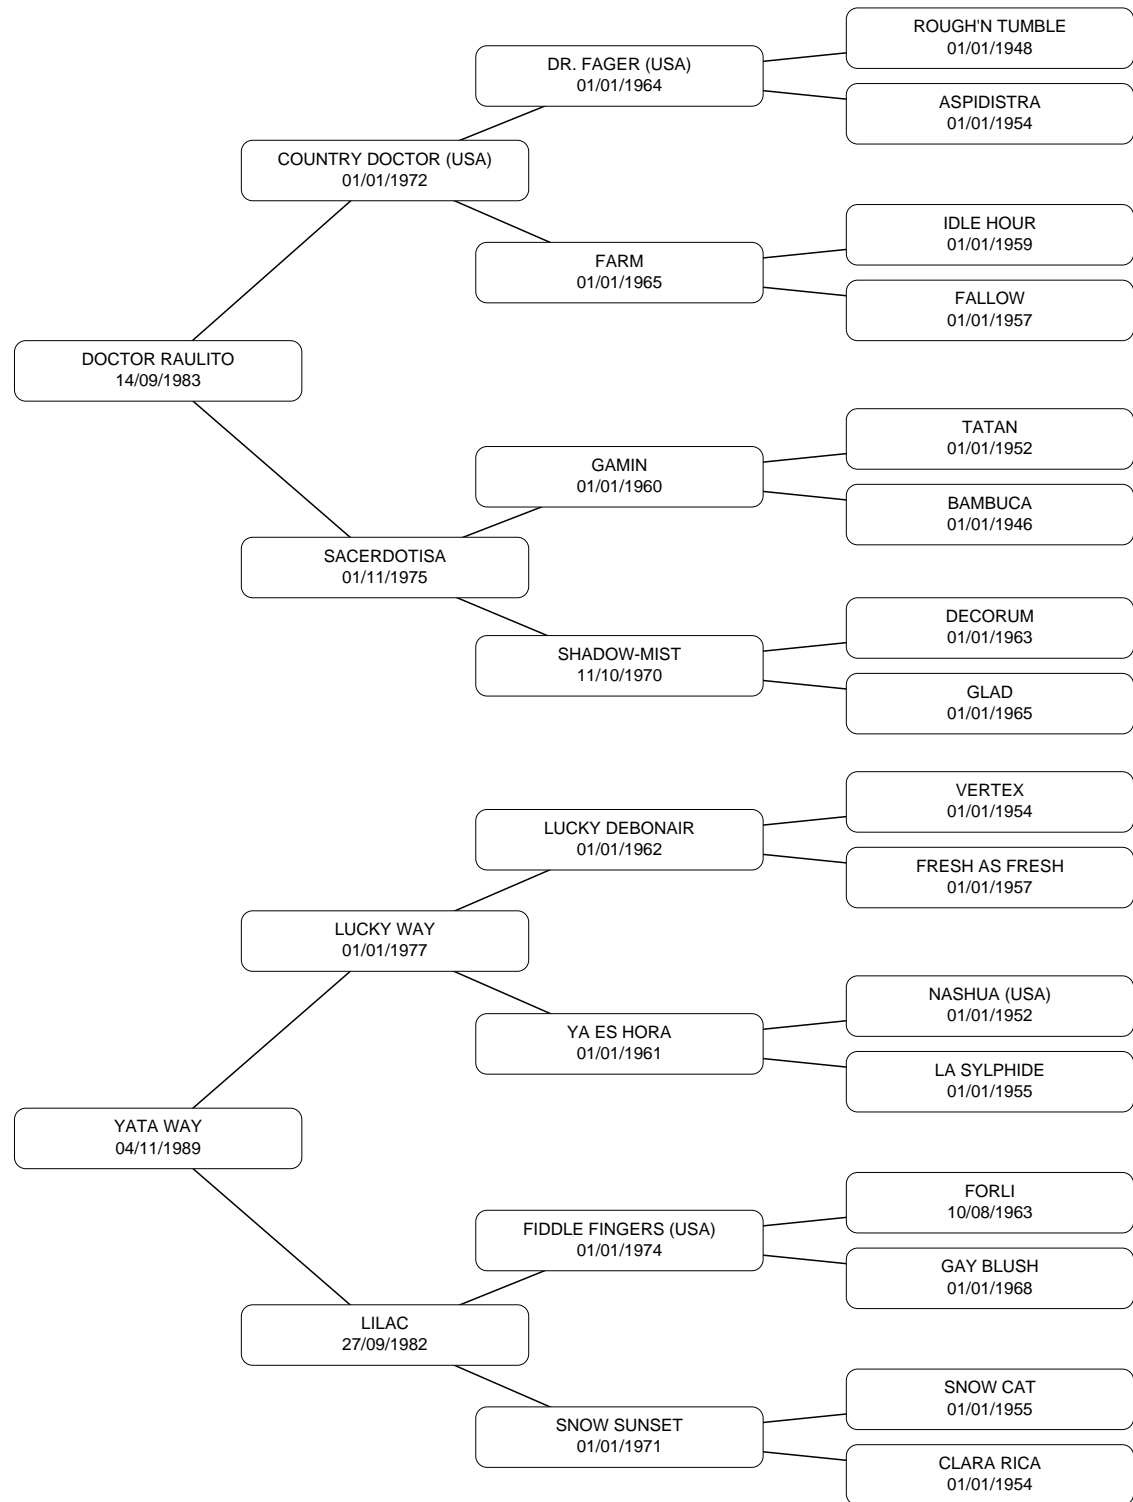 ROUGH'N TUMBLE
01/01/1948
DR. FAGER (USA)
01/01/1964
ASPIDISTRA
01/01/1954
COUNTRY DOCTOR (USA)
01/01/1972
IDLE HOUR
01/01/1959
FARM
01/01/1965
FALLOW
01/01/1957
DOCTOR RAULITO
14/09/1983
TATAN
01/01/1952
GAMIN
01/01/1960
BAMBUCA
01/01/1946
SACERDOTISA
01/11/1975
DECORUM
01/01/1963
SHADOW-MIST
11/10/1970
GLAD
01/01/1965
VERTEX
01/01/1954
LUCKY DEBONAIR
01/01/1962
FRESH AS FRESH
01/01/1957
LUCKY WAY
01/01/1977
NASHUA (USA)
01/01/1952
YA ES HORA
01/01/1961
LA SYLPHIDE
01/01/1955
YATA WAY
04/11/1989
FORLI
10/08/1963
FIDDLE FINGERS (USA)
01/01/1974
GAY BLUSH
01/01/1968
LILAC
27/09/1982
SNOW CAT
01/01/1955
SNOW SUNSET
01/01/1971
CLARA RICA
01/01/1954